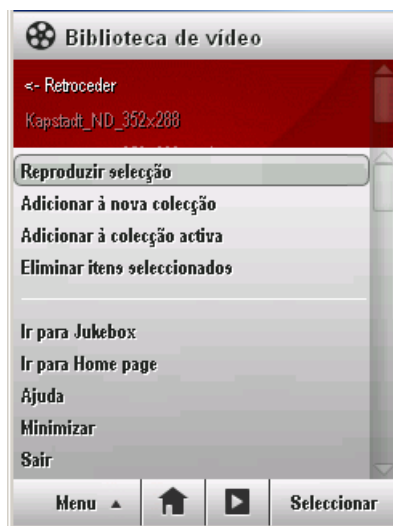 Biblioteca de vídeo
<- Retroceder
Kapstadt_ND_352x288
Reproduzir selecção
Adicionar à nova colecção
Adicionar à colecção activa
Eliminar itens seleccionados
Ir para Jukebox
Ir para Home page
Ajuda
Minimizar
Sair
Menu ▲
Seleccionar